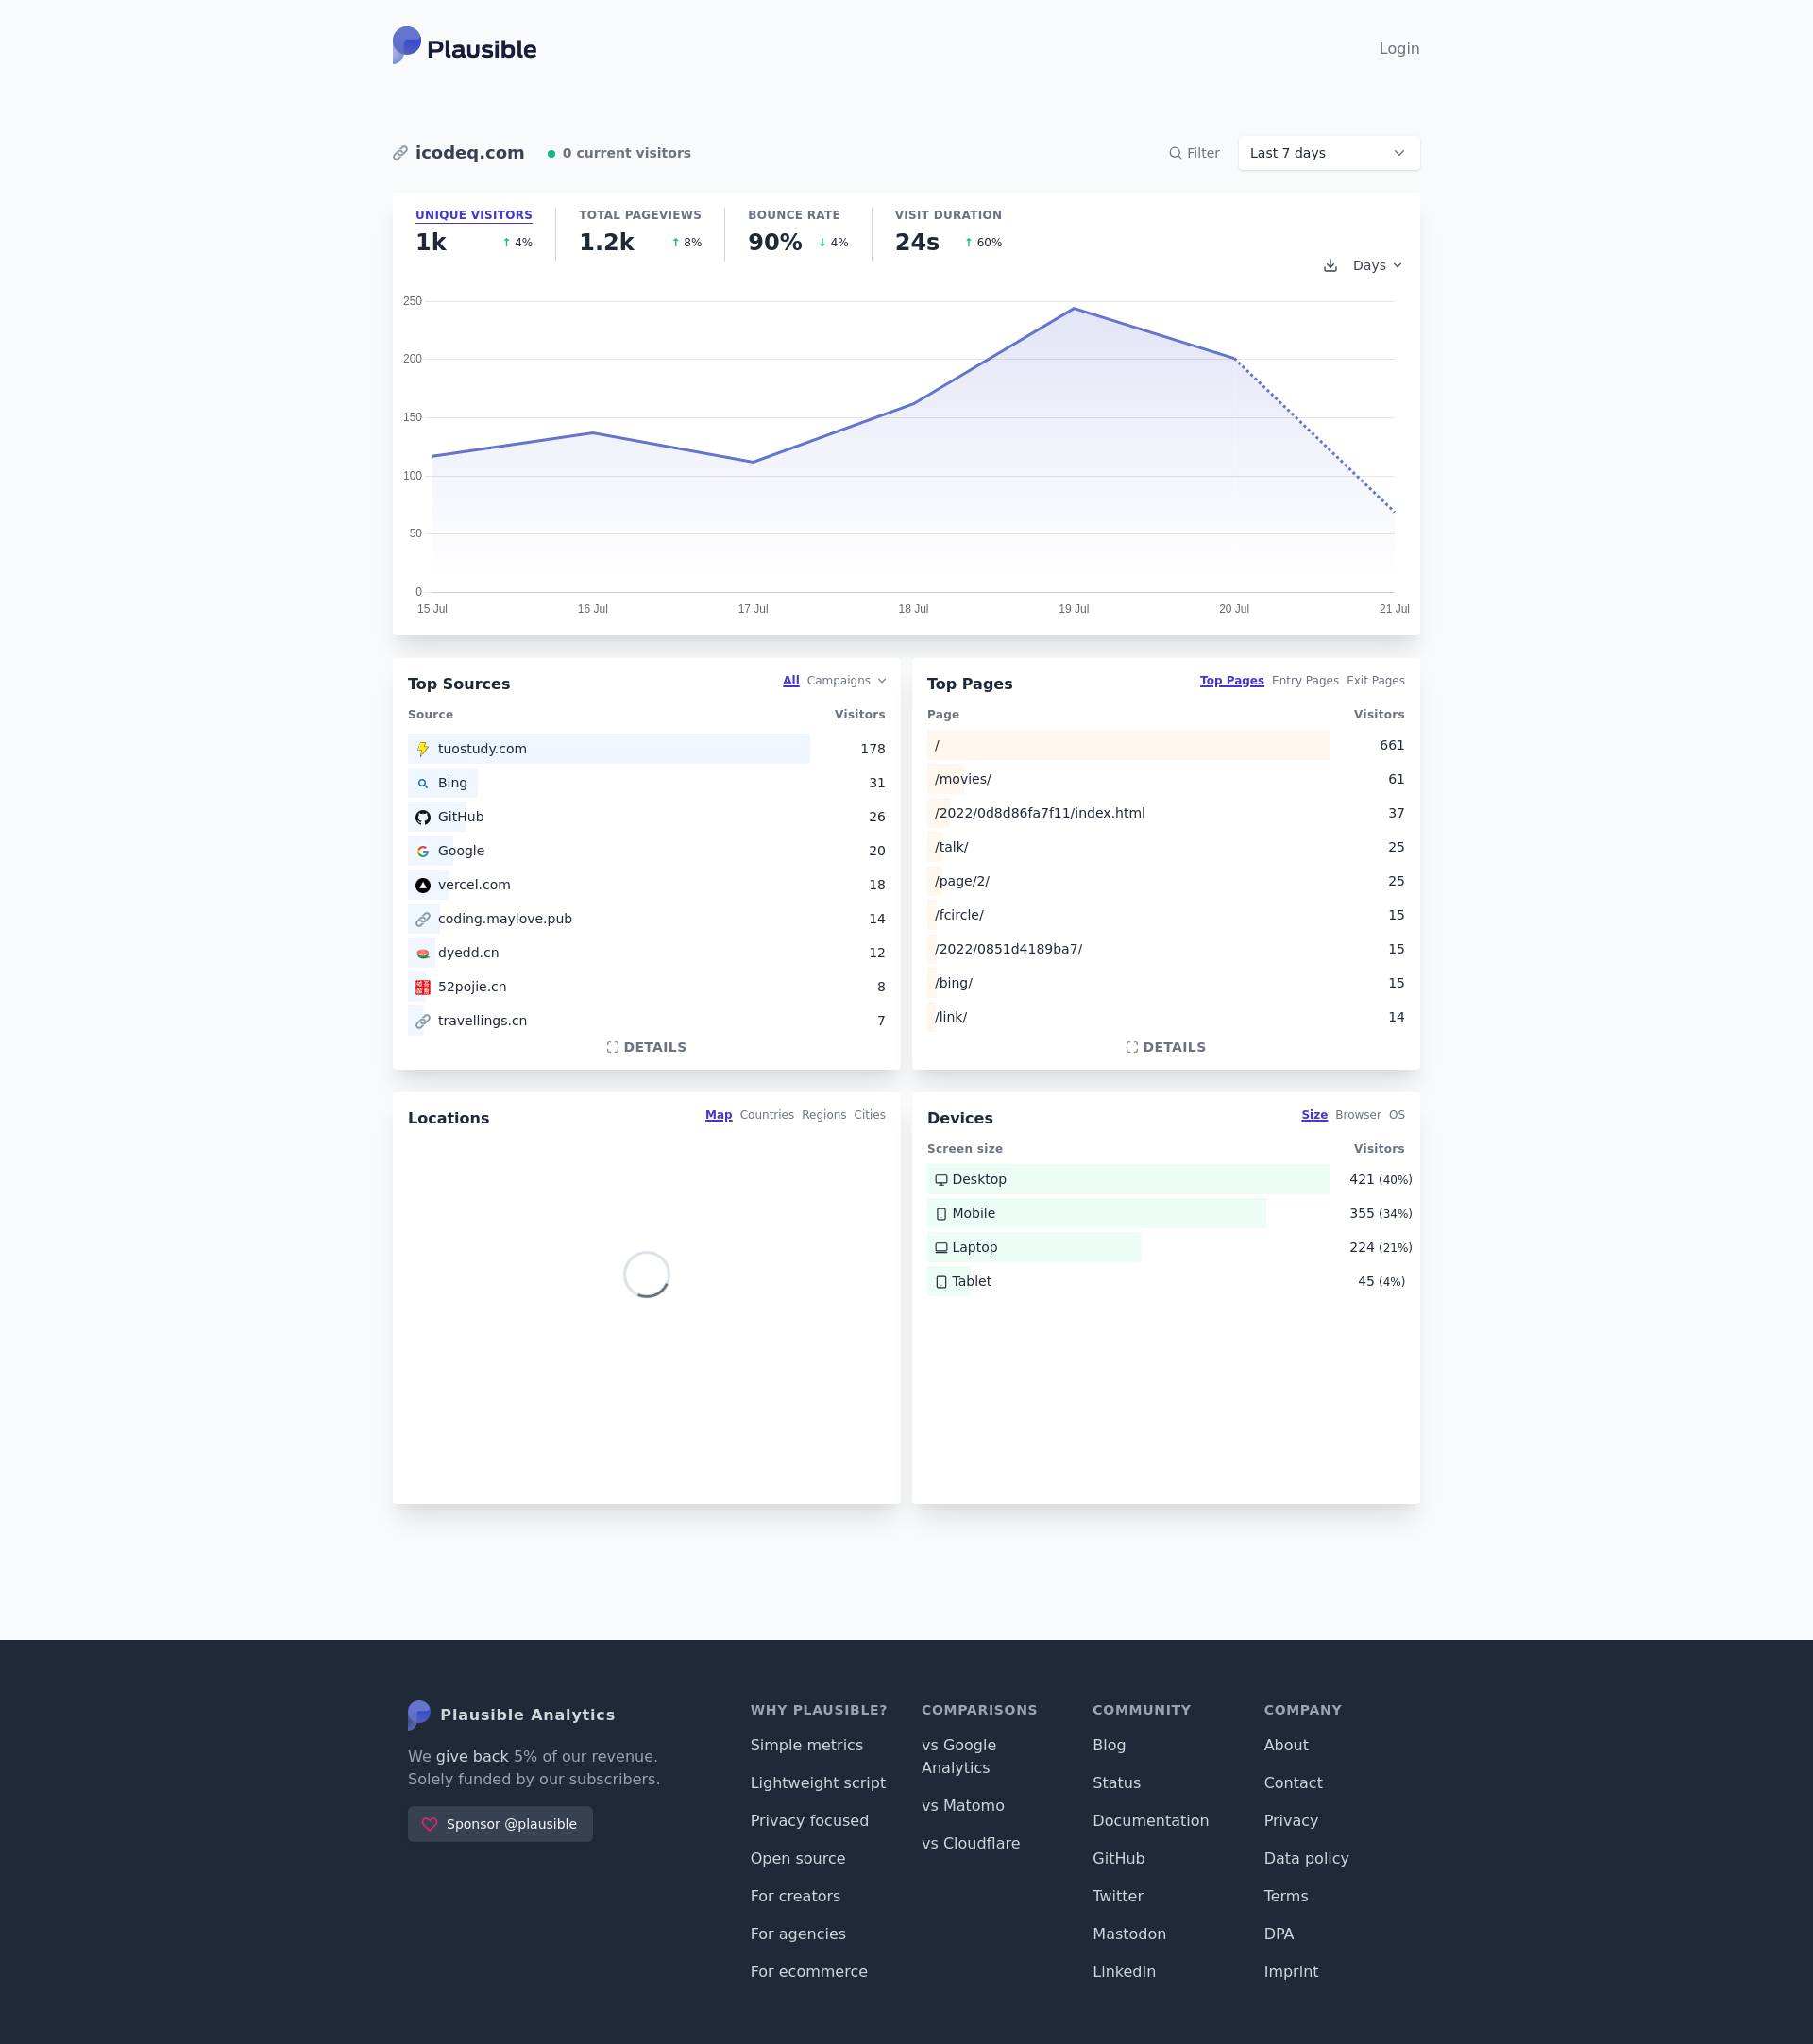 Plausible
Login
icodeq.com
0 current visitors
Filter
Last 7 days
UNIQUE VISITORS
1k
↑ 4%
TOTAL PAGEVIEWS
1.2k
↑ 8%
BOUNCE RATE
90%
↓ 4%
VISIT DURATION
24s
↑ 60%
Days
250
200
150
100
50
0
15 Jul
16 Jul
17 Jul
18 Jul
19 Jul
20 Jul
21 Jul
Top Sources
All Campaigns
Source Visitors
tuostudy.com 178
Bing 31
GitHub 26
Google 20
vercel.com 18
coding.maylove.pub 14
dyedd.cn 12
52pojie.cn 8
travellings.cn 7
DETAILS
Top Pages
Top Pages Entry Pages Exit Pages
Page Visitors
/ 661
/movies/ 61
/2022/0d8d86fa7f11/index.html 37
/talk/ 25
/page/2/ 25
/fcircle/ 15
/2022/0851d4189ba7/ 15
/bing/ 15
/link/ 14
DETAILS
Locations
Map Countries Regions Cities
Devices
Size Browser OS
Screen size Visitors
Desktop 421 (40%)
Mobile 355 (34%)
Laptop 224 (21%)
Tablet 45 (4%)
Plausible Analytics
We give back 5% of our revenue.
Solely funded by our subscribers.
Sponsor @plausible
WHY PLAUSIBLE?
Simple metrics
Lightweight script
Privacy focused
Open source
For creators
For agencies
For ecommerce
COMPARISONS
vs Google
Analytics
vs Matomo
vs Cloudflare
COMMUNITY
Blog
Status
Documentation
GitHub
Twitter
Mastodon
LinkedIn
COMPANY
About
Contact
Privacy
Data policy
Terms
DPA
Imprint